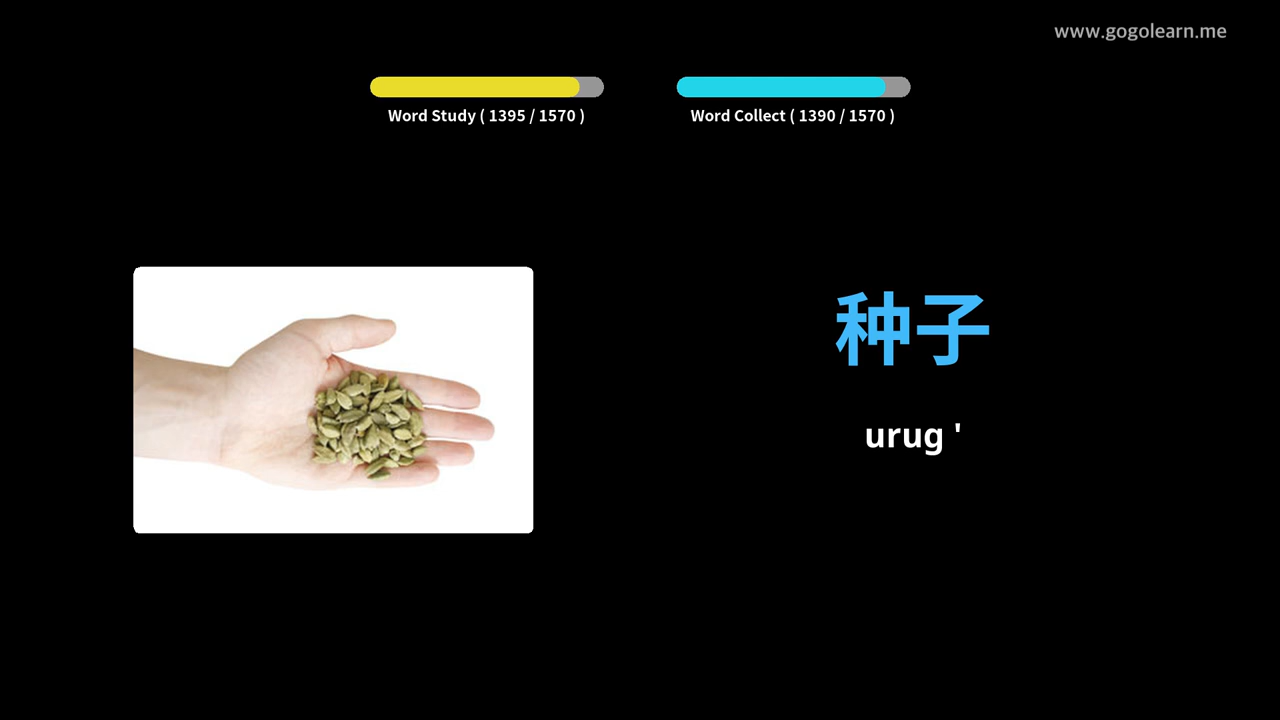 www.gogolearn.me
Word Study ( 1395 / 1570 )
Word Collect ( 1390 / 1570 )
种子
urug '